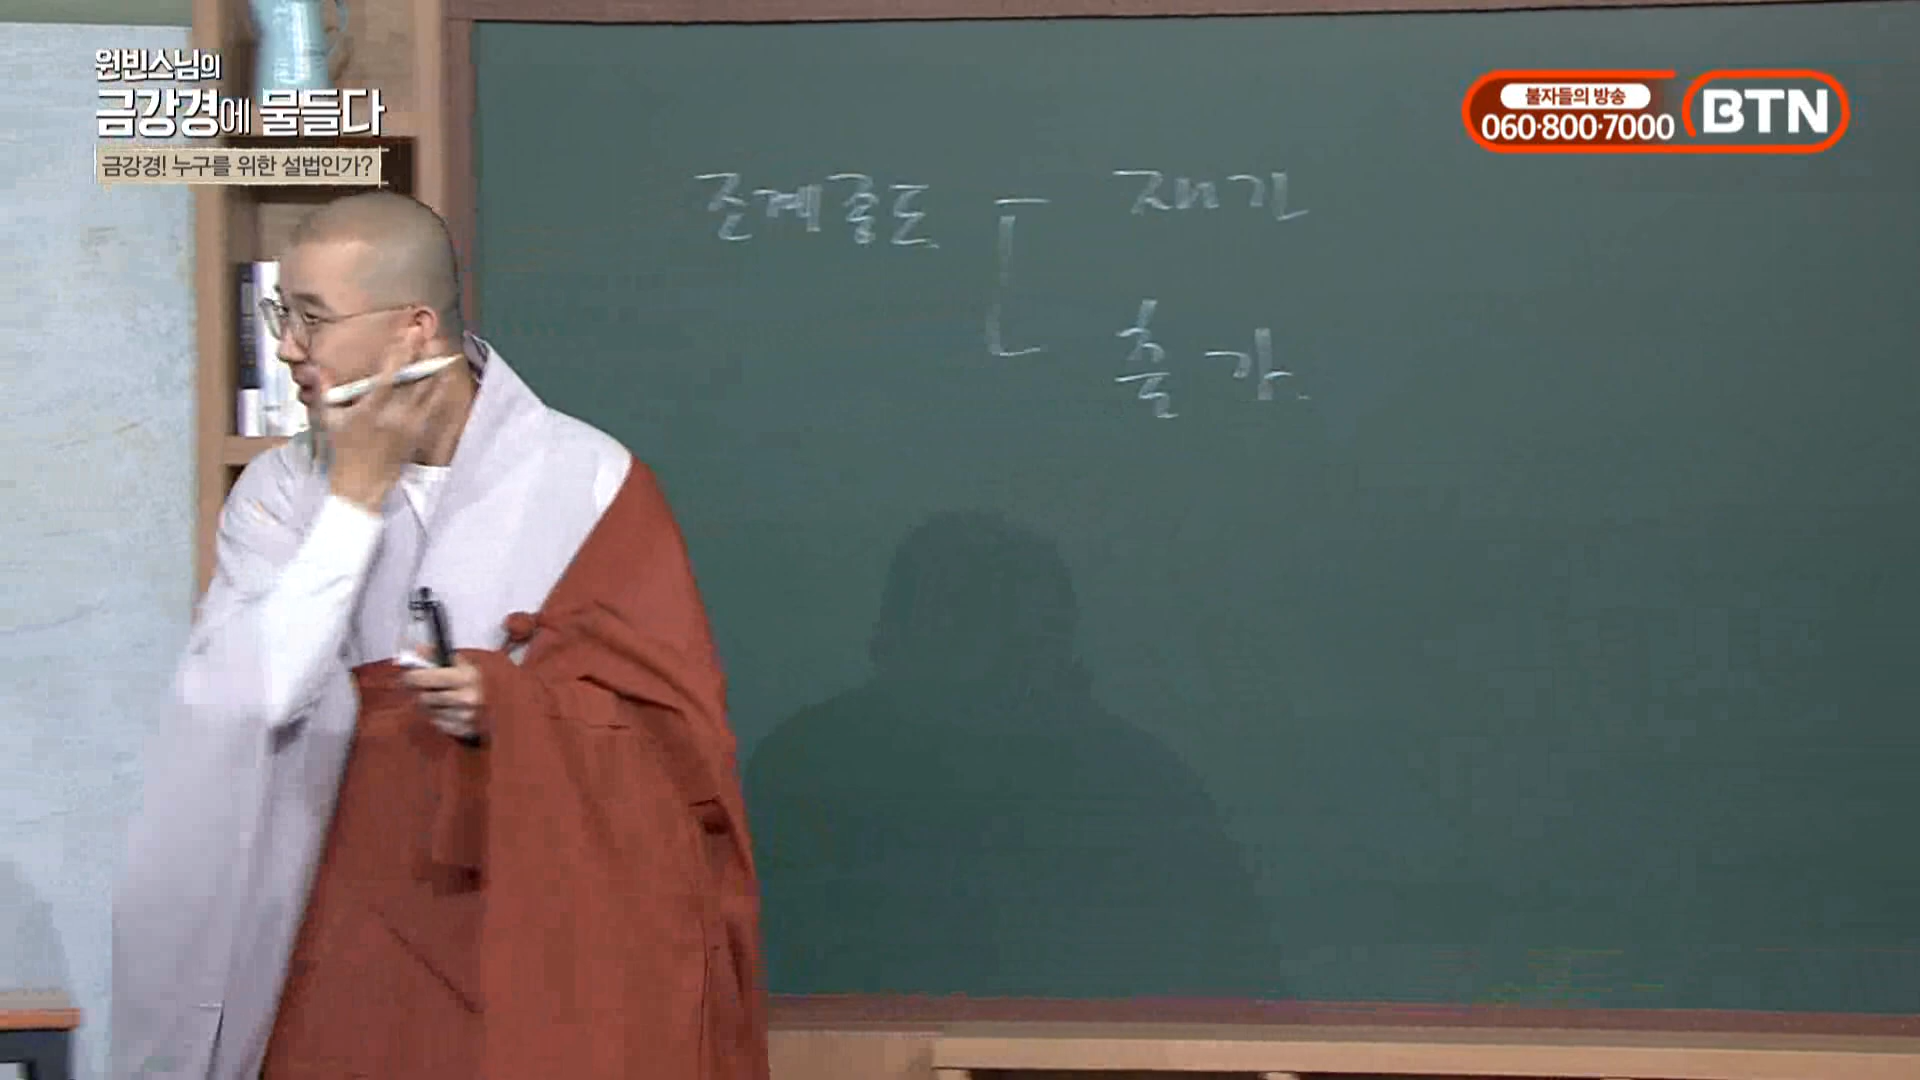 원빈스님의
금강경에 물들다
금강경! 누구를 위한 설법인가?
불자들의 방송
060·800·7000
BTN
조계종도
재가
출가.